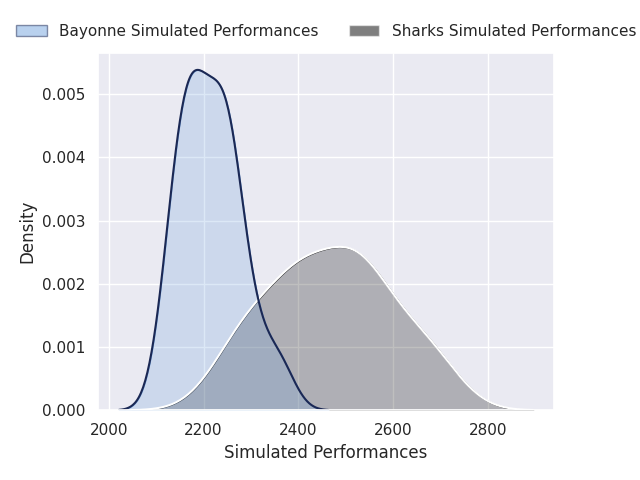 Bayonne Simulated Performances Sharks Simulated Performances
0.005
0.004
0.003
0.002
0.001
0.000
Density
2000 2200 2400 2600 2800
Simulated Performances